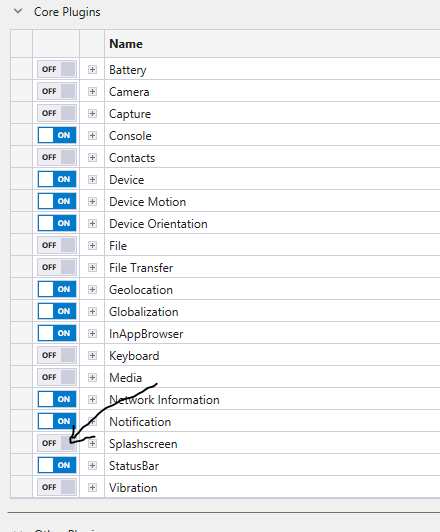 Core Plugins
Name
OFF Battery
OFF Camera
OFF Capture
ON Console
OFF Contacts
ON Device
ON Device Motion
ON Device Orientation
OFF File
OFF File Transfer
ON Geolocation
ON Globalization
ON InAppBrowser
OFF Keyboard
OFF Media
ON Network Information
ON Notification
OFF Splashscreen
ON StatusBar
OFF Vibration